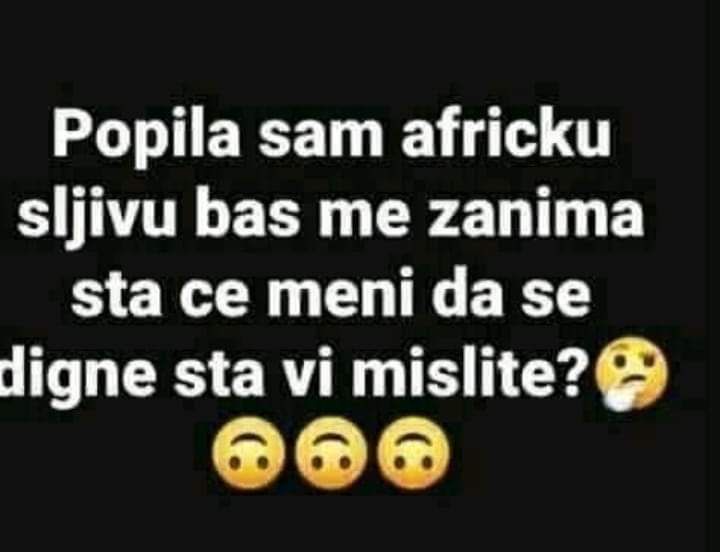 Popila sam africku
sljivu bas me zanima
sta ce meni da se
digne sta vi mislite?🤔
🙃🙃🙃